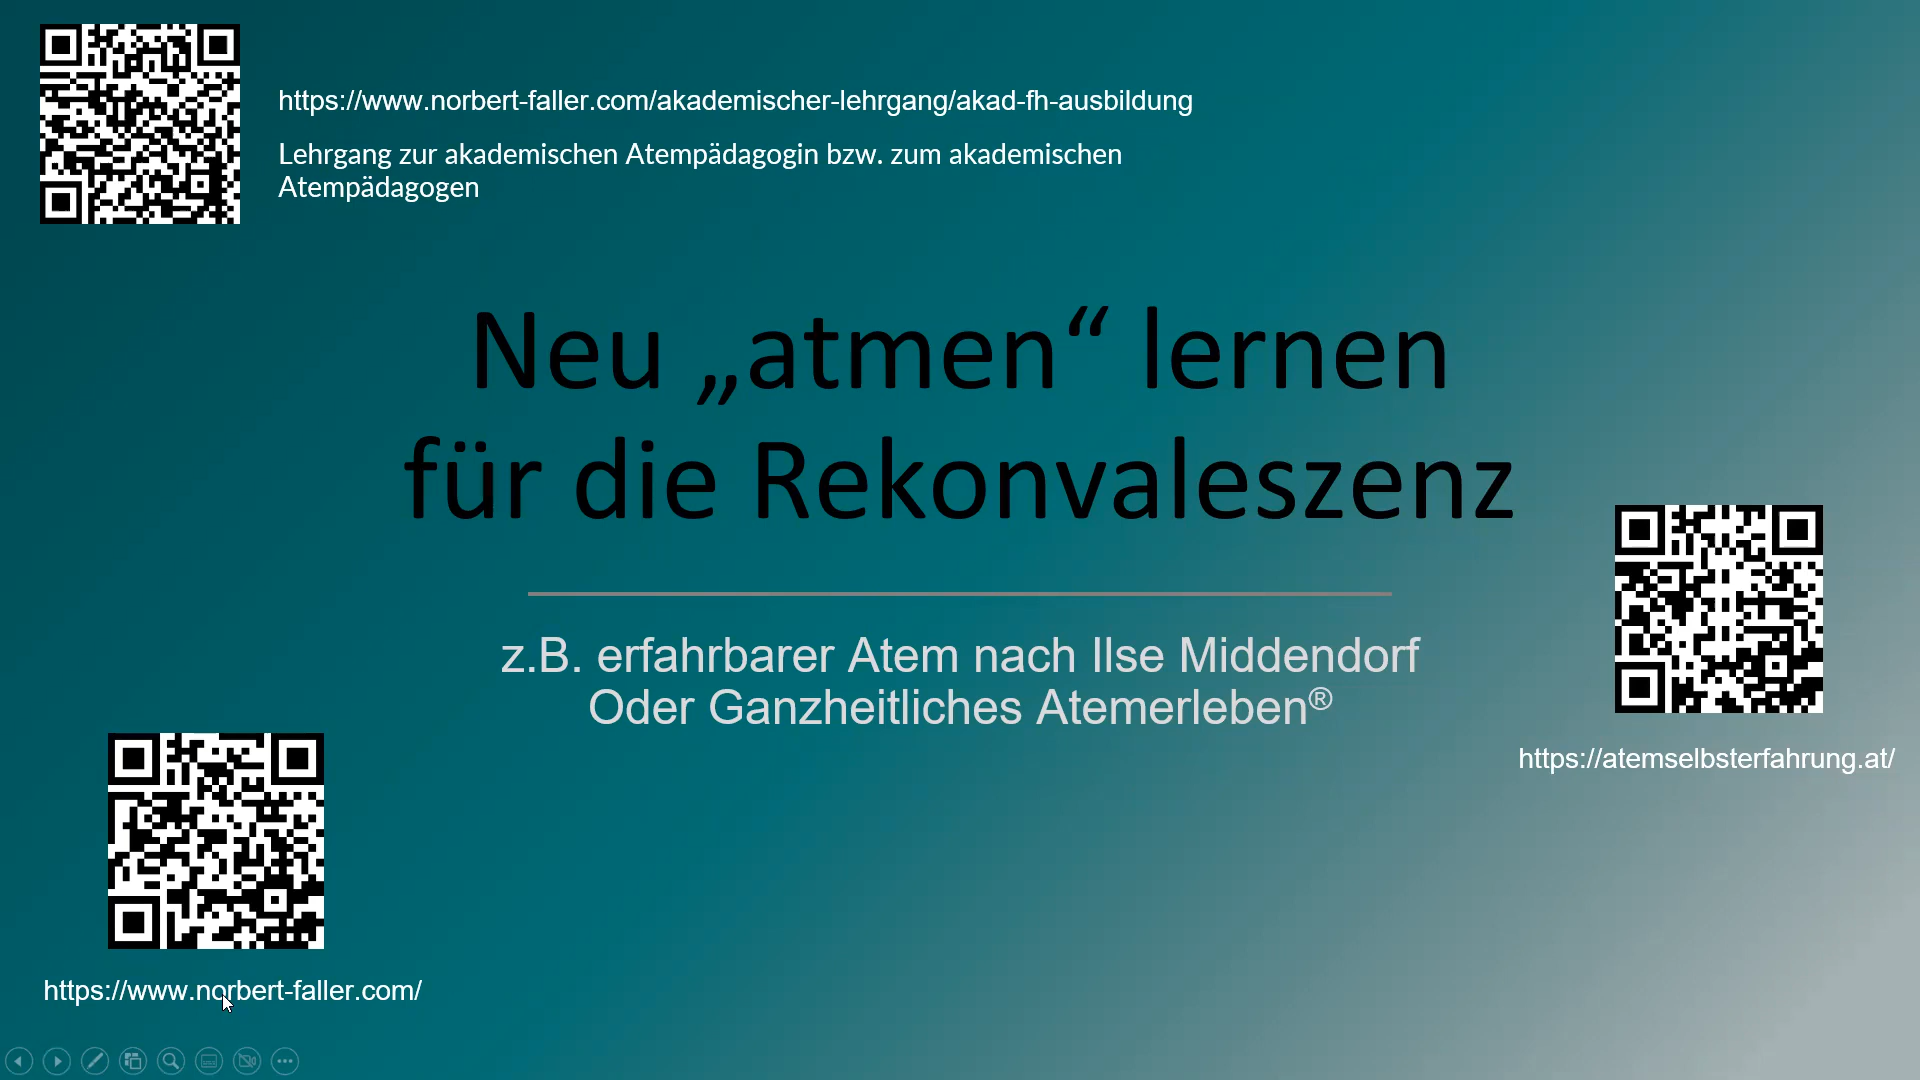 https://www.norbert-faller.com/akademischer-lehrgang/akad-fh-ausbildung
Lehrgang zur akademischen Atempädagogin bzw. zum akademischen
Atempädagogen
Neu „atmen“ lernen
für die Rekonvaleszenz
z.B. erfahrbarer Atem nach Ilse Middendorf
Oder Ganzheitliches Atemerleben®
https://atemselbsterfahrung.at/
https://www.norbert-faller.com/